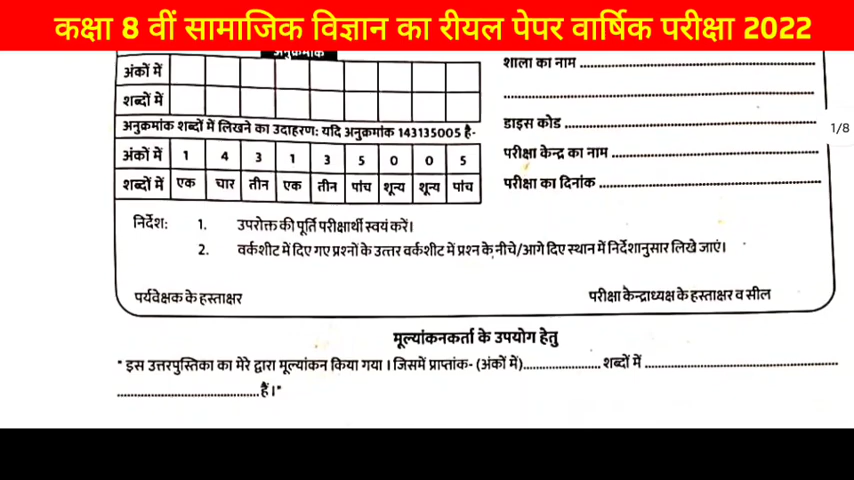 कक्षा 8 वीं सामाजिक विज्ञान का रीयल पेपर वार्षिक परीक्षा 2022
अनुक्रमांक
अंकों में
शब्दों में
अनुक्रमांक शब्दों में लिखने का उदाहरण: यदि अनुक्रमांक 143135005 है-
अंकों में 1 4 3 1 3 5 0 0 5
शब्दों में एक चार तीन एक तीन पांच शून्य शून्य पांच
शाला का नाम
डाइस कोड
परीक्षा केन्द्र का नाम
परीक्षा का दिनांक
1/8
निर्देश: 1. उपरोक्त की पूर्ति परीक्षार्थी स्वयं करें।
2. वर्कशीट में दिए गए प्रश्नों के उत्तर वर्कशीट में प्रश्न के नीचे/आगे दिए स्थान में निर्देशानुसार लिखे जाएं।
पर्यवेक्षक के हस्ताक्षर परीक्षा केन्द्राध्यक्ष के हस्ताक्षर व सील
मूल्यांकनकर्ता के उपयोग हेतु
" इस उत्तरपुस्तिका का मेरे द्वारा मूल्यांकन किया गया । जिसमें प्राप्तांक- (अंकों में)........................ शब्दों में ............................................................
............................................ हैं।"